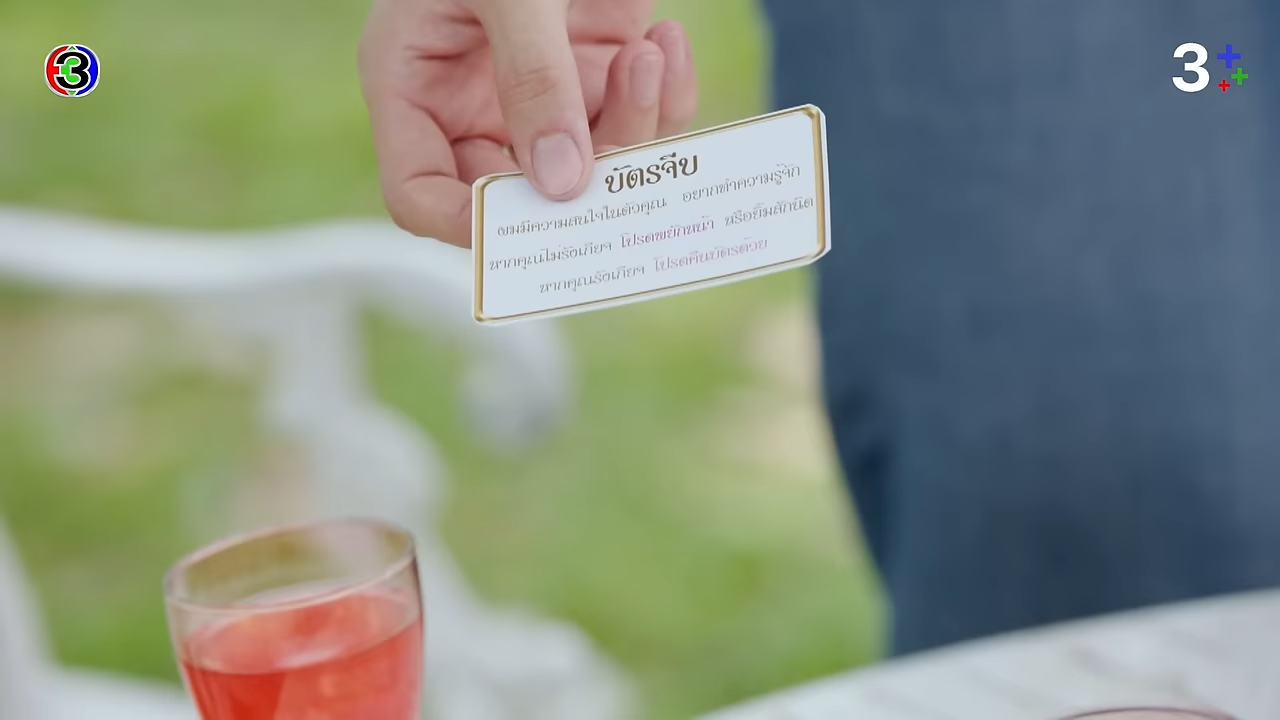 3
3
บัตรจีบ
ผมมีความสนใจในตัวคุณ อยากทำความรู้จัก
หากคุณไม่รังเกียจ โปรดพยักหน้า หรือยิ้มสักนิด
หากคุณรังเกียจ โปรดคืนบัตรด้วย